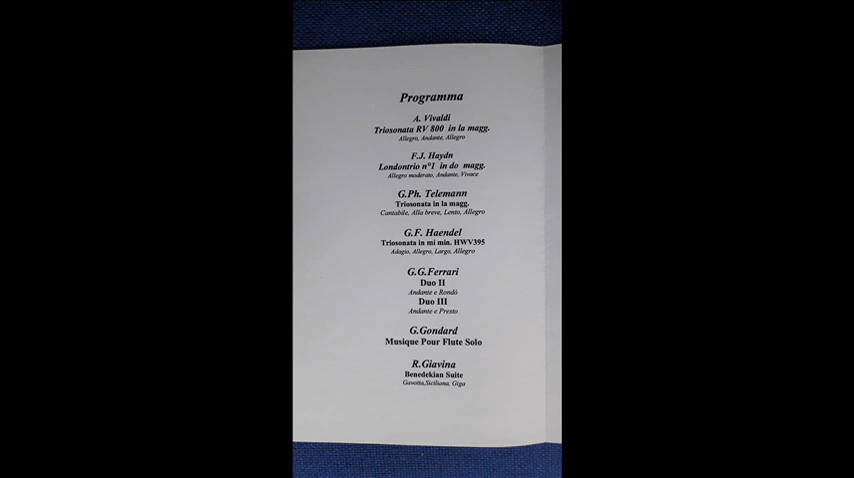 Programma
A. Vivaldi
Triosonata RV 800 in la magg.
Allegro, Andante, Allegro
F.J. Haydn
Londontrio n°1 in do magg.
Allegro moderato, Andante, Vivace
G.Ph. Telemann
Triosonata in la magg.
Cantabile, Alla breve, Lento, Allegro
G.F. Haendel
Triosonata in mi min. HWV395
Adagio, Allegro, Largo, Allegro
G.G.Ferrari
Duo II
Andante e Rondò
Duo III
Andante e Presto
G.Gondard
Musique Pour Flute Solo
R.Giavina
Benedekian Suite
Gavotta,Siciliana, Giga